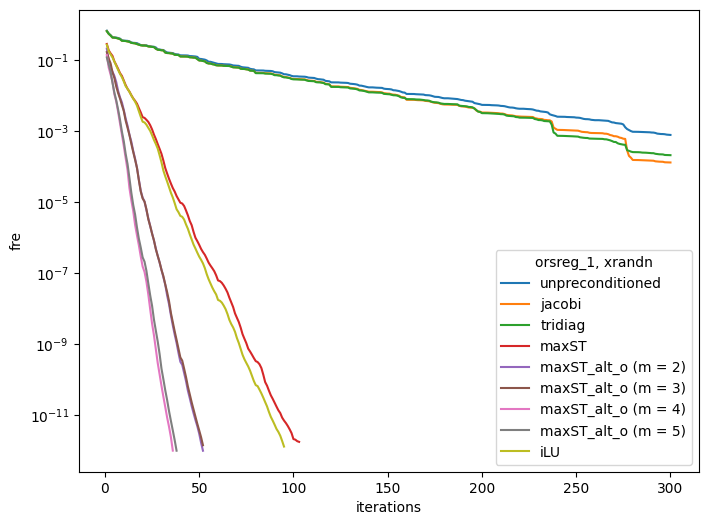 10⁻¹
10⁻³
10⁻⁵
10⁻⁷
10⁻⁹
10⁻¹¹
fre
0 50 100 150 200 250 300
iterations
orsreg_1, xrandn
unpreconditioned
jacobi
tridiag
maxST
maxST_alt_o (m = 2)
maxST_alt_o (m = 3)
maxST_alt_o (m = 4)
maxST_alt_o (m = 5)
iLU